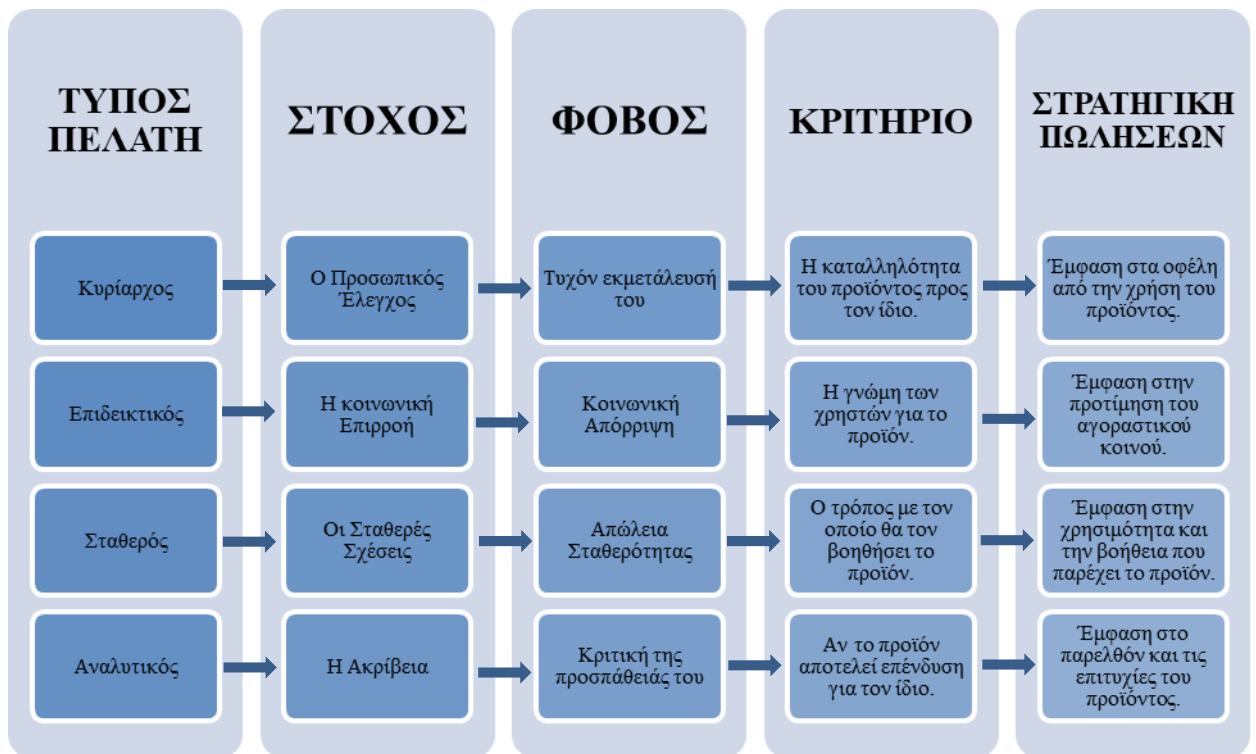 ΤΥΠΟΣ
ΠΕΛΑΤΗ
ΣΤΟΧΟΣ
ΦΟΒΟΣ
ΚΡΙΤΗΡΙΟ
ΣΤΡΑΤΗΓΙΚΗ
ΠΩΛΗΣΕΩΝ
Κυρίαρχος
Ο Προσωπικός
Έλεγχος
Τυχόν εκμετάλευσή
του
Η καταλληλότητα
του προϊόντος προς
τον ίδιο.
Έμφαση στα οφέλη
από την χρήση του
προϊόντος.
Επιδεικτικός
Η κοινωνική
Επιρροή
Κοινωνική
Απόρριψη
Η γνώμη των
χρηστών για το
προϊόν.
Έμφαση στην
προτίμηση του
αγοραστικού
κοινού.
Σταθερός
Οι Σταθερές
Σχέσεις
Απώλεια
Σταθερότητας
Ο τρόπος με τον
οποίο θα τον
βοηθήσει το
προϊόν.
Έμφαση στην
χρησιμότητα και
την βοήθεια που
παρέχει το προϊόν.
Αναλυτικός
Η Ακρίβεια
Κριτική της
προσπάθειάς του
Αν το προϊόν
αποτελεί επένδυση
για τον ίδιο.
Έμφαση στο
παρελθόν και τις
επιτυχίες του
προϊόντος.